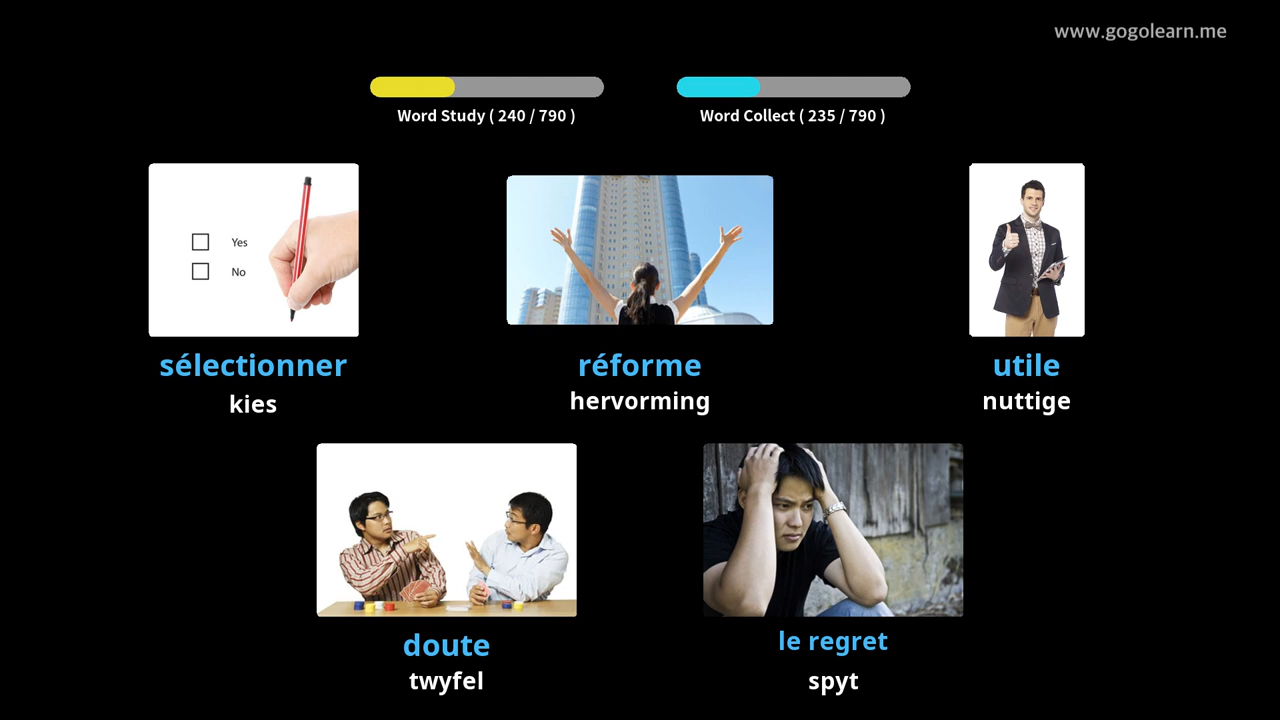 www.gogolearn.me
Word Study ( 240 / 790 )
Word Collect ( 235 / 790 )
Yes
No
sélectionner
kies
réforme
hervorming
utile
nuttige
doute
twyfel
le regret
spyt